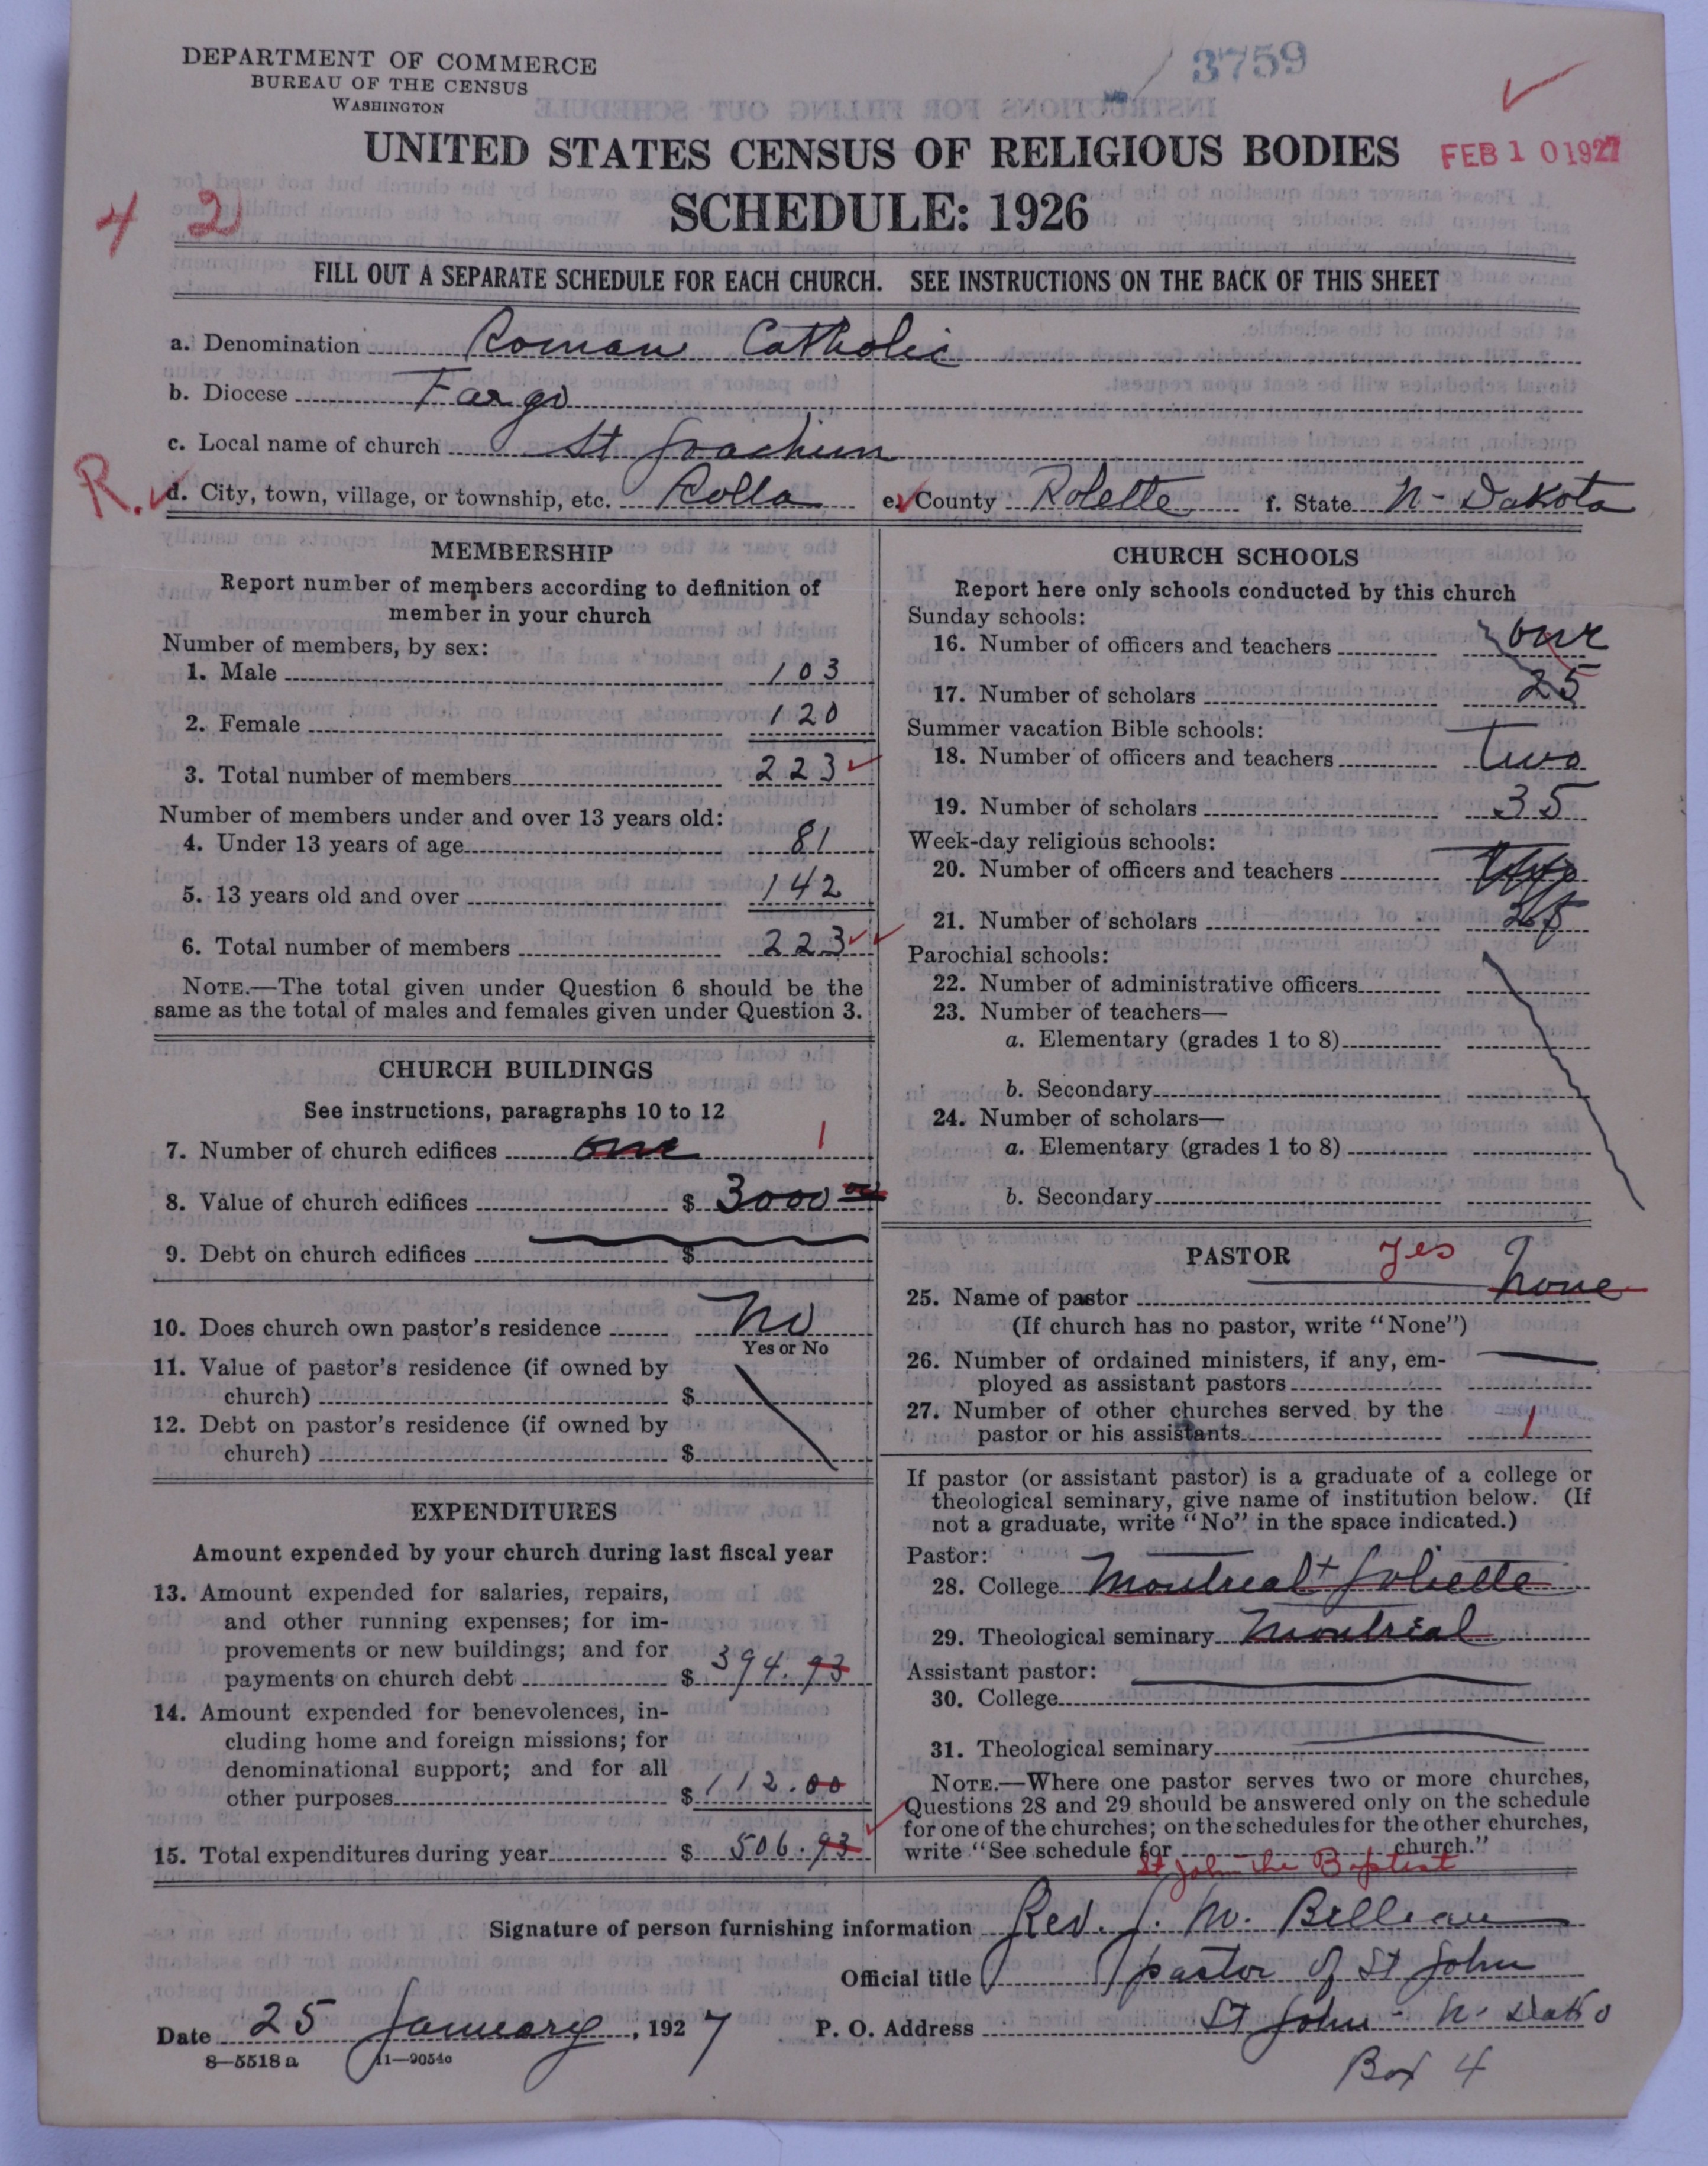 DEPARTMENT OF COMMERCE
BUREAU OF THE CENSUS
WASHINGTON
3759
UNITED STATES CENSUS OF RELIGIOUS BODIES
FEB 10 1927
SCHEDULE: 1926
4 2
FILL OUT A SEPARATE SCHEDULE FOR EACH CHURCH. SEE INSTRUCTIONS ON THE BACK OF THIS SHEET
a. Denomination Roman Catholic
b. Diocese Fargo
c. Local name of church St Joachim
R. d. City, town, village, or township, etc. Rolla e. County Rolette f. State N-Dakota
MEMBERSHIP
Report number of members according to definition of
member in your church
Number of members, by sex:
1. Male 103
2. Female 120
3. Total number of members 223
Number of members under and over 13 years old:
4. Under 13 years of age 81
5. 13 years old and over 142
6. Total number of members 223
NOTE.—The total given under Question 6 should be the
same as the total of males and females given under Question 3.
CHURCH BUILDINGS
See instructions, paragraphs 10 to 12
7. Number of church edifices one 1
8. Value of church edifices $ 3000 00
9. Debt on church edifices $
10. Does church own pastor's residence No
Yes or No
11. Value of pastor's residence (if owned by
church) $
12. Debt on pastor's residence (if owned by
church) $
EXPENDITURES
Amount expended by your church during last fiscal year
13. Amount expended for salaries, repairs,
and other running expenses; for im-
provements or new buildings; and for
payments on church debt $ 394.93
14. Amount expended for benevolences, in-
cluding home and foreign missions; for
denominational support; and for all
other purposes $ 112.00
15. Total expenditures during year $ 506.93
CHURCH SCHOOLS
Report here only schools conducted by this church
Sunday schools:
16. Number of officers and teachers one
17. Number of scholars 25
Summer vacation Bible schools:
18. Number of officers and teachers two
19. Number of scholars 35
Week-day religious schools:
20. Number of officers and teachers two
21. Number of scholars
Parochial schools:
22. Number of administrative officers
23. Number of teachers—
a. Elementary (grades 1 to 8)
b. Secondary
24. Number of scholars—
a. Elementary (grades 1 to 8)
b. Secondary
PASTOR yes
25. Name of pastor none
(If church has no pastor, write "None")
26. Number of ordained ministers, if any, em-
ployed as assistant pastors
27. Number of other churches served by the
pastor or his assistants 1
If pastor (or assistant pastor) is a graduate of a college or
theological seminary, give name of institution below. (If
not a graduate, write "No" in the space indicated.)
Pastor:
28. College Montreal + Joliette
29. Theological seminary Montreal
Assistant pastor:
30. College
31. Theological seminary
NOTE.—Where one pastor serves two or more churches,
Questions 28 and 29 should be answered only on the schedule
for one of the churches; on the schedules for the other churches,
write "See schedule for church."
St John the Baptist
Signature of person furnishing information Rev. J. M. Belleau
Official title pastor of St John
Date 25 January, 1927 P. O. Address St John - N. Dako
8—5518 a 11—9054c
Box 4